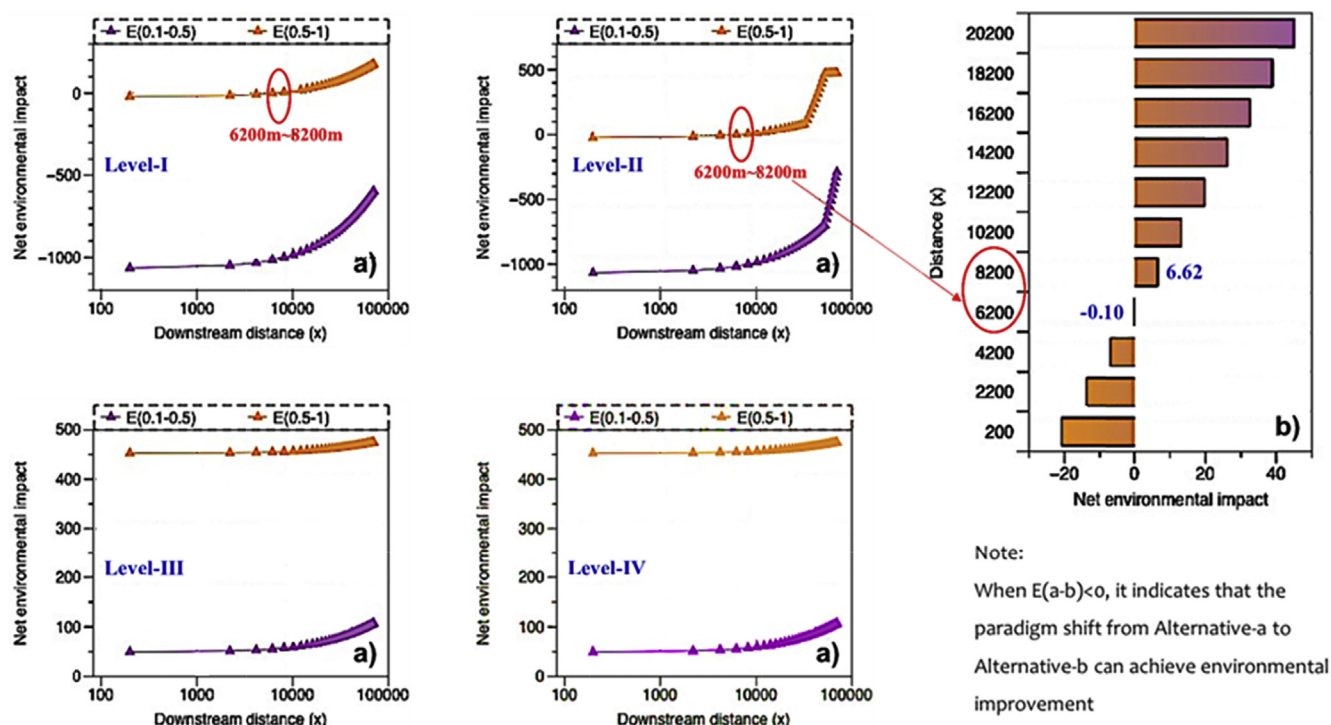 E(0.1-0.5) E(0.5-1)
Net environmental impact
0
−500
−1000
6200m~8200m
Level-I
a)
100 1000 10000 100000
Downstream distance (x)
E(0.1-0.5) E(0.5-1)
Net environmental impact
500
0
−500
−1000
6200m~8200m
Level-II
a)
100 1000 10000 100000
Downstream distance (x)
Distance (x)
20200
18200
16200
14200
12200
10200
8200
6.62
6200
-0.10
4200
2200
200
b)
−20 0 20 40
Net environmental impact
E(0.1-0.5) E(0.5-1)
Net environmental impact
500
400
300
200
100
0
Level-III
a)
100 1000 10000 100000
Downstream distance (x)
E(0.1-0.5) E(0.5-1)
Net environmental impact
500
400
300
200
100
0
Level-IV
a)
100 1000 10000 100000
Downstream distance (x)
Note:
When E(a-b)<0, it indicates that the
paradigm shift from Alternative-a to
Alternative-b can achieve environmental
improvement